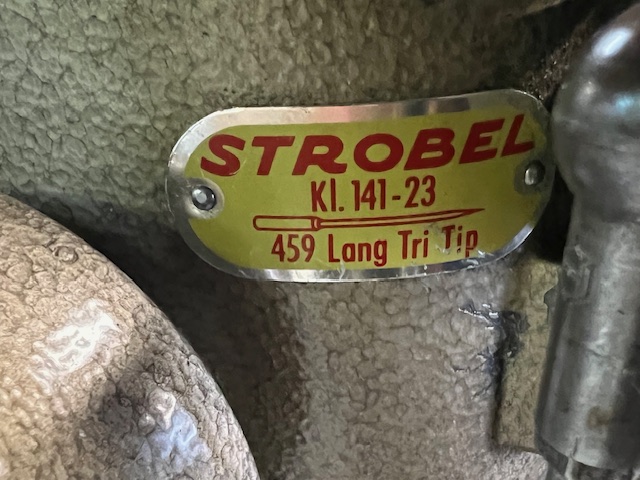 STROBEL
Kl. 141-23
459 Lang Tri Tip